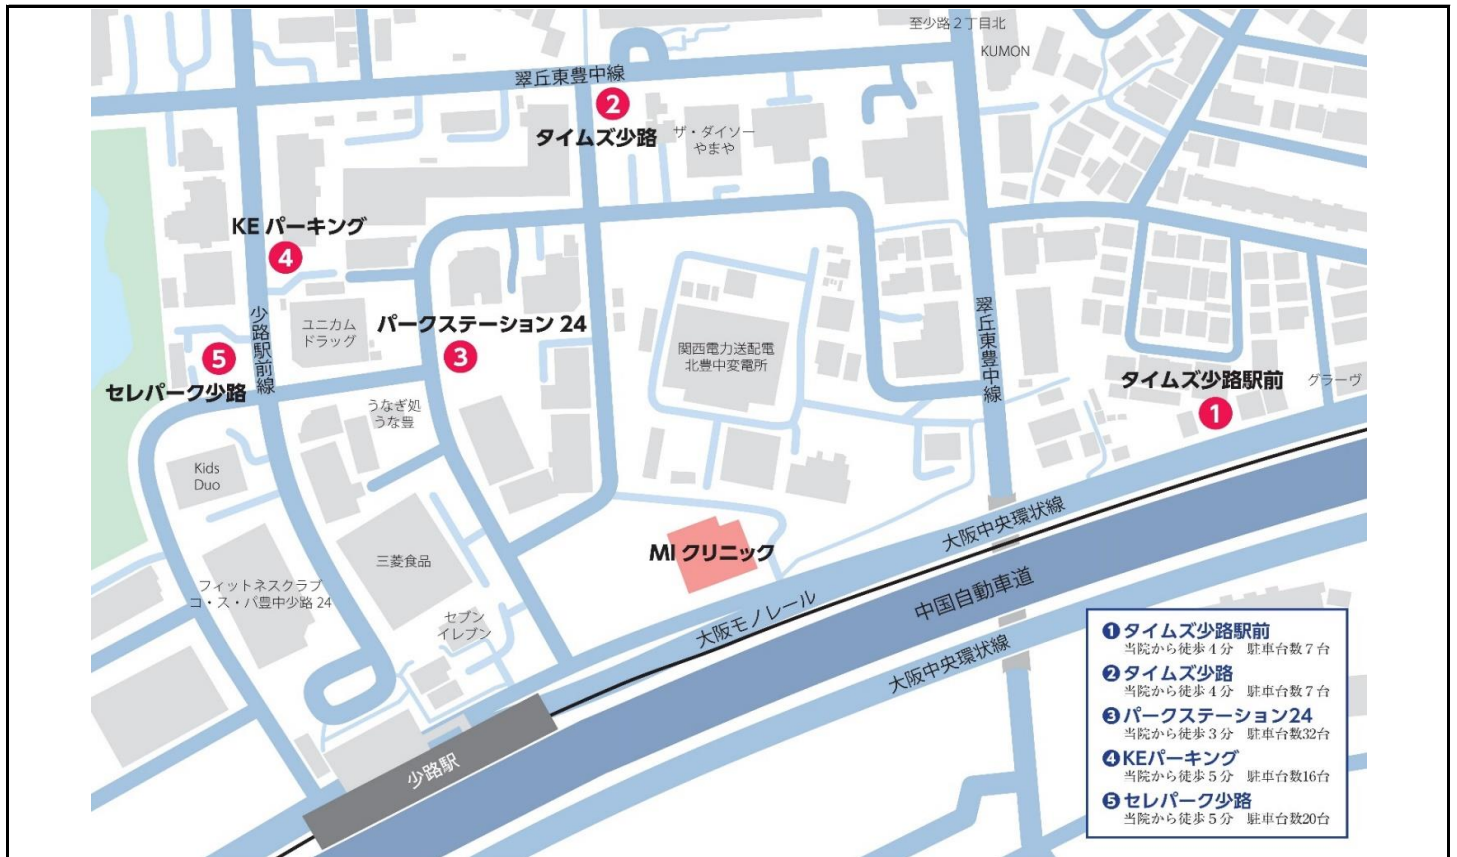 至少路２丁目北
KUMON
翠丘東豊中線
2
タイムズ少路
ザ・ダイソー
やまや
KE パーキング
4
少路駅前線
ユニカム
ドラッグ
パークステーション 24
3
関西電力送配電
北豊中変電所
翠丘東豊中線
5
セレパーク少路
タイムズ少路駅前
グラーヴ
1
うなぎ処
うな豊
Kids
Duo
三菱食品
MI クリニック
大阪中央環状線
フィットネスクラブ
コ・ス・パ豊中少路 24
セブン
イレブン
大阪モノレール
中国自動車道
大阪中央環状線
少路駅
1 タイムズ少路駅前
当院から徒歩４分　駐車台数７台
2 タイムズ少路
当院から徒歩４分　駐車台数７台
3 パークステーション24
当院から徒歩３分　駐車台数32台
4 KEパーキング
当院から徒歩５分　駐車台数16台
5 セレパーク少路
当院から徒歩５分　駐車台数20台